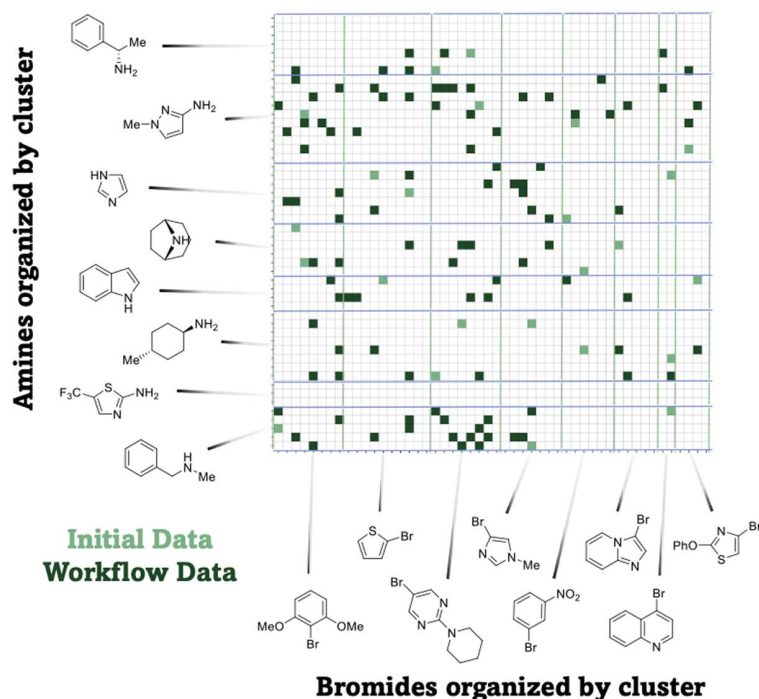 Amines organized by cluster
Me
NH2
Me
N
N
NH2
HN
N
NH
N
H
NH2
Me
F3C
S
N
NH2
H
N
Me
Initial Data
Workflow Data
S
Br
Br
N
N
Me
Br
N
N
N
Br
PhO
S
MeO
OMe
Br
Br
N
N
N
NO2
Br
Br
N
Bromides organized by cluster